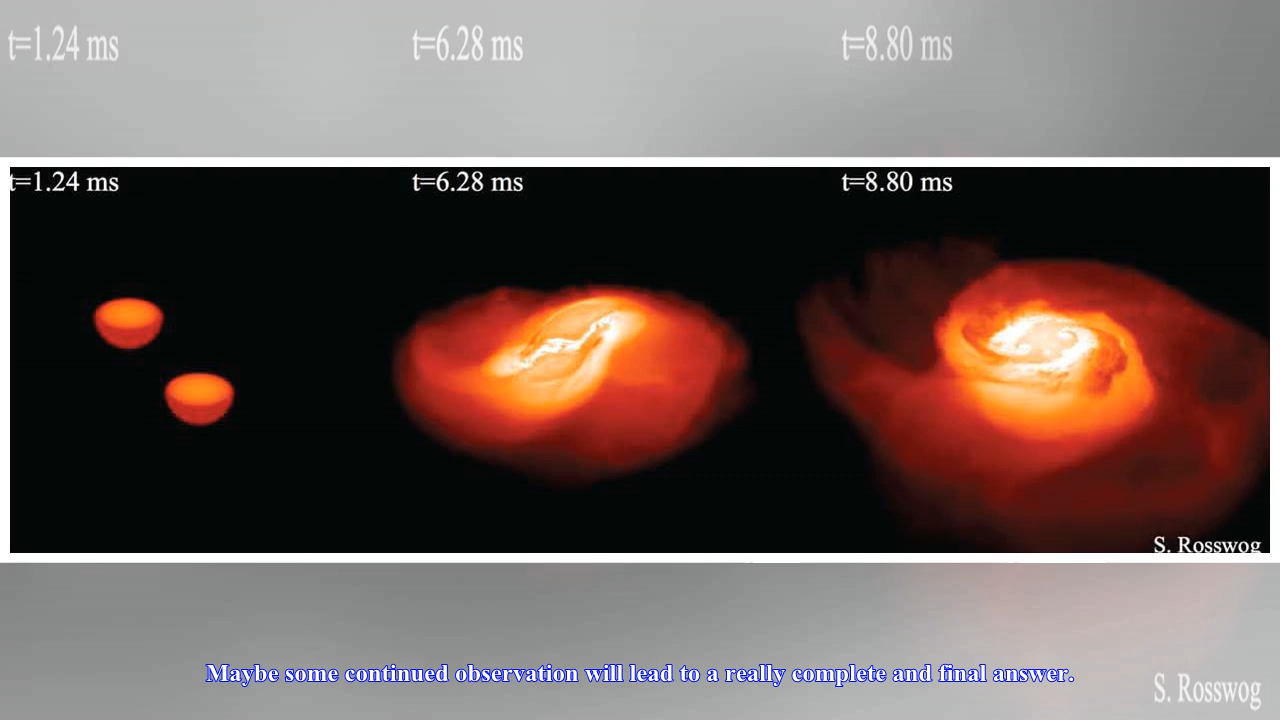 t=1.24 ms
t=6.28 ms
t=8.80 ms
t=1.24 ms
t=6.28 ms
t=8.80 ms
S. Rosswog
Maybe some continued observation will lead to a really complete and final answer.
S. Rosswog